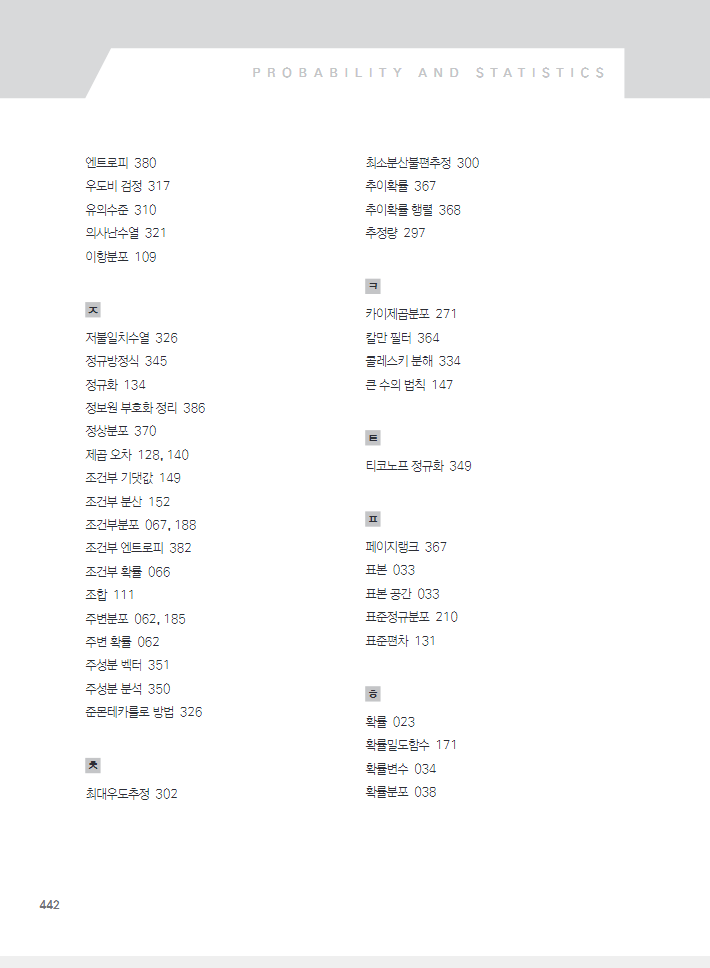 PROBABILITY AND STATISTICS
엔트로피 380
우도비 검정 317
유의수준 310
의사난수열 321
이항분포 109
ㅈ
저불일치수열 326
정규방정식 345
정규화 134
정보원 부호화 정리 386
정상분포 370
제곱 오차 128, 140
조건부 기댓값 149
조건부 분산 152
조건부분포 067, 188
조건부 엔트로피 382
조건부 확률 066
조합 111
주변분포 062, 185
주변 확률 062
주성분 벡터 351
주성분 분석 350
준몬테카를로 방법 326
ㅊ
최대우도추정 302
최소분산불편추정 300
추이확률 367
추이확률 행렬 368
추정량 297
ㅋ
카이제곱분포 271
칼만 필터 364
콜레스키 분해 334
큰 수의 법칙 147
ㅌ
티코노프 정규화 349
ㅍ
페이지랭크 367
표본 033
표본 공간 033
표준정규분포 210
표준편차 131
ㅎ
확률 023
확률밀도함수 171
확률변수 034
확률분포 038
442